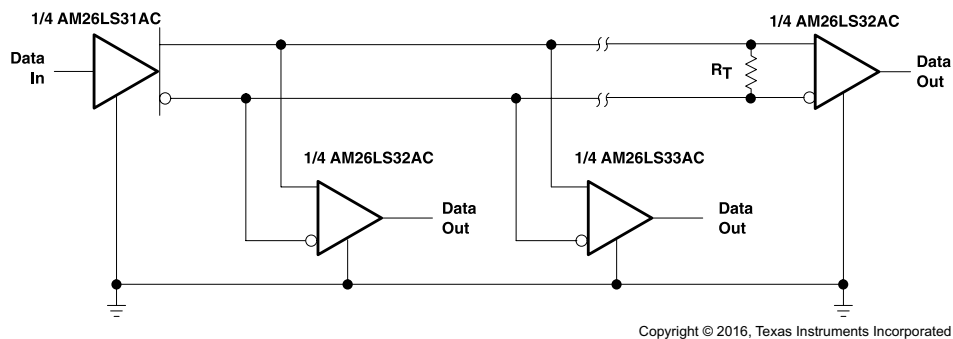 1/4 AM26LS31AC
1/4 AM26LS32AC
Data
In
RT
Data
Out
1/4 AM26LS32AC
1/4 AM26LS33AC
Data
Out
Data
Out
Copyright © 2016, Texas Instruments Incorporated